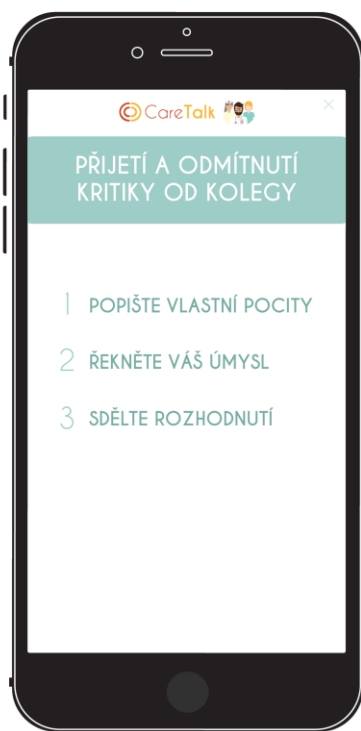 CareTalk
PŘIJETÍ A ODMÍTNUTÍ
KRITIKY OD KOLEGY
1 POPIŠTE VLASTNÍ POCITY
2 ŘEKNĚTE VÁŠ ÚMYSL
3 SDĚLTE ROZHODNUTÍ